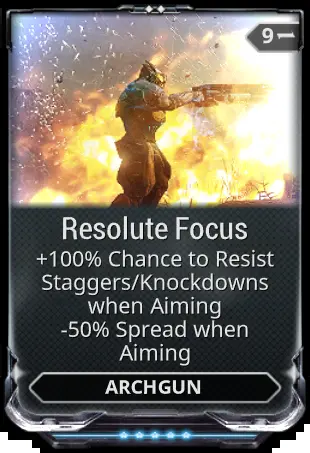 9
Resolute Focus
+100% Chance to Resist
Staggers/Knockdowns
when Aiming
-50% Spread when
Aiming
ARCHGUN